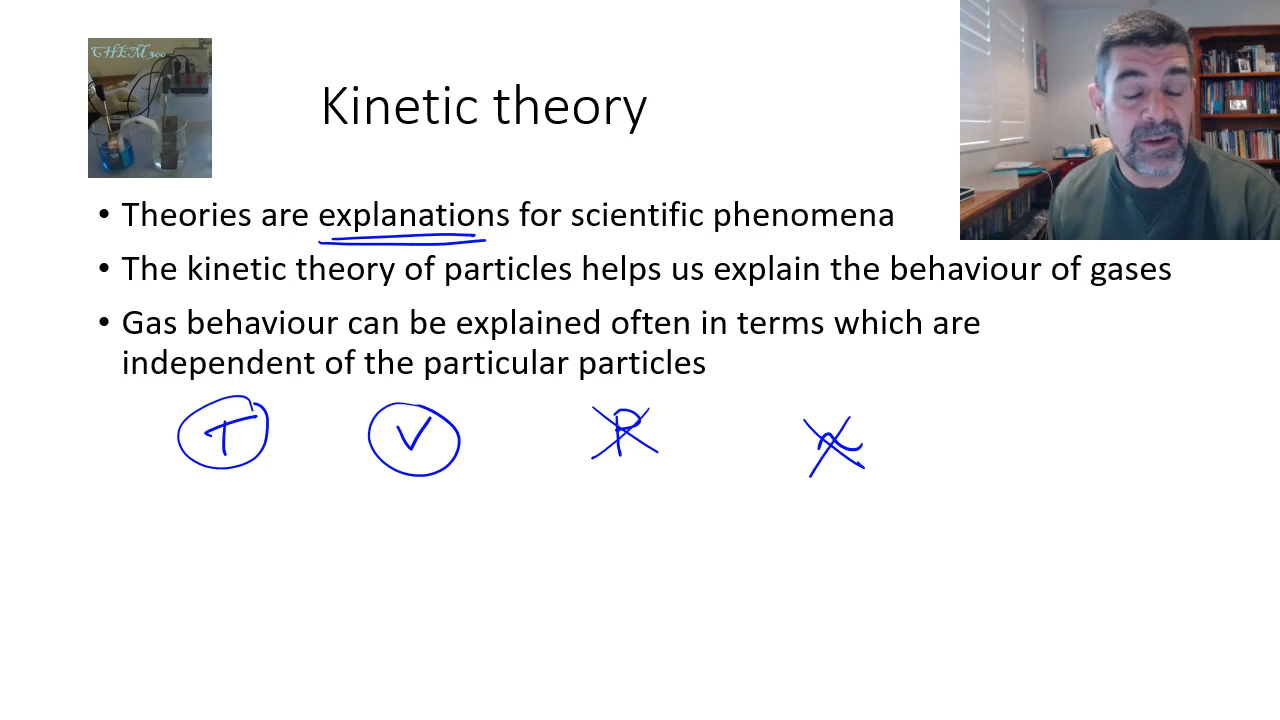 CHEM300
Kinetic theory
• Theories are explanations for scientific phenomena
• The kinetic theory of particles helps us explain the behaviour of gases
• Gas behaviour can be explained often in terms which are
independent of the particular particles
T V P n